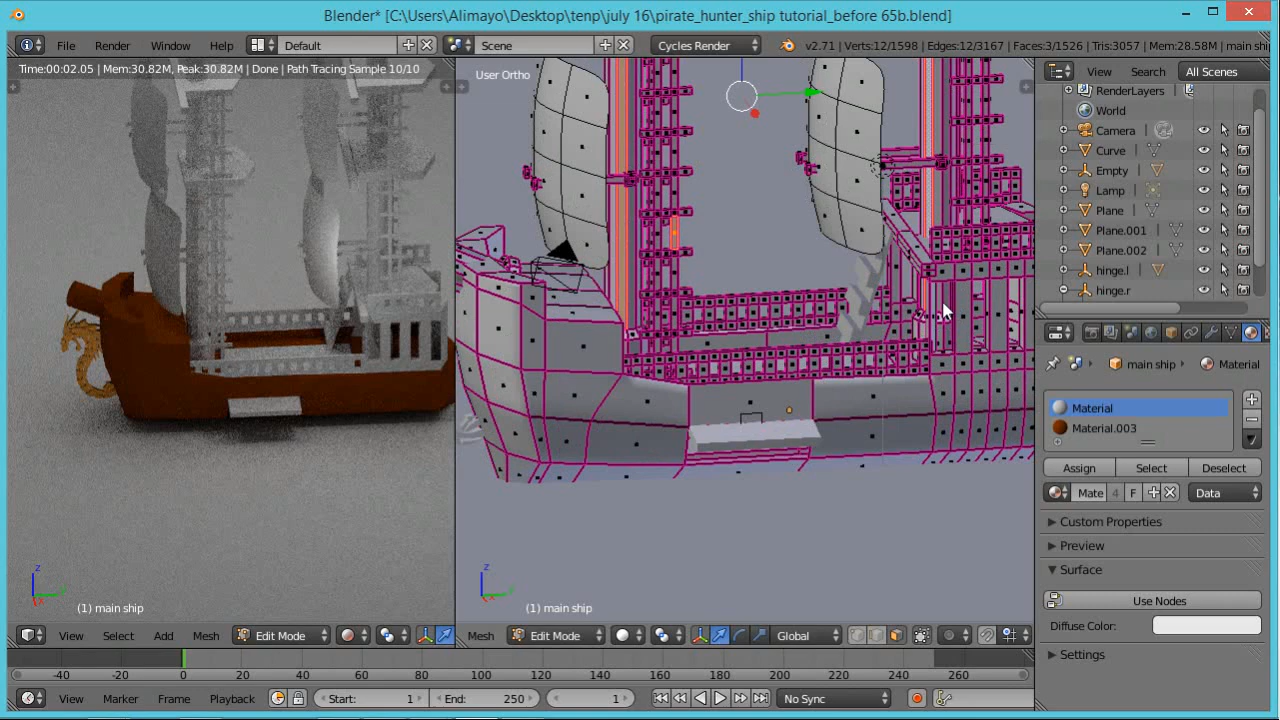 Blender* [C:\Users\Alimayo\Desktop\tenp\july 16\pirate_hunter_ship tutorial_before 65b.blend]
File Render Window Help Default Scene Cycles Render v2.71 | Verts:12/1598 | Edges:12/3167 | Faces:3/1526 | Tris:3057 | Mem:28.58M | main ship
Time:00:02.05 | Mem:30.82M, Peak:30.82M | Done | Path Tracing Sample 10/10
User Ortho
View Search All Scenes
RenderLayers
World
Camera
Curve
Empty
Lamp
Plane
Plane.001
Plane.002
hinge.l
hinge.r
main ship Material
Material
Material.003
Assign Select Deselect
Mate 4 F Data
Custom Properties
Preview
Surface
Use Nodes
Diffuse Color:
Settings
z
x
(1) main ship
z
x
(1) main ship
View Select Add Mesh Edit Mode
Mesh Edit Mode Global
-40 -20 0 20 40 60 80 100 120 140 160 180 200 220 240 260
View Marker Frame Playback Start: 1 End: 250 1 No Sync